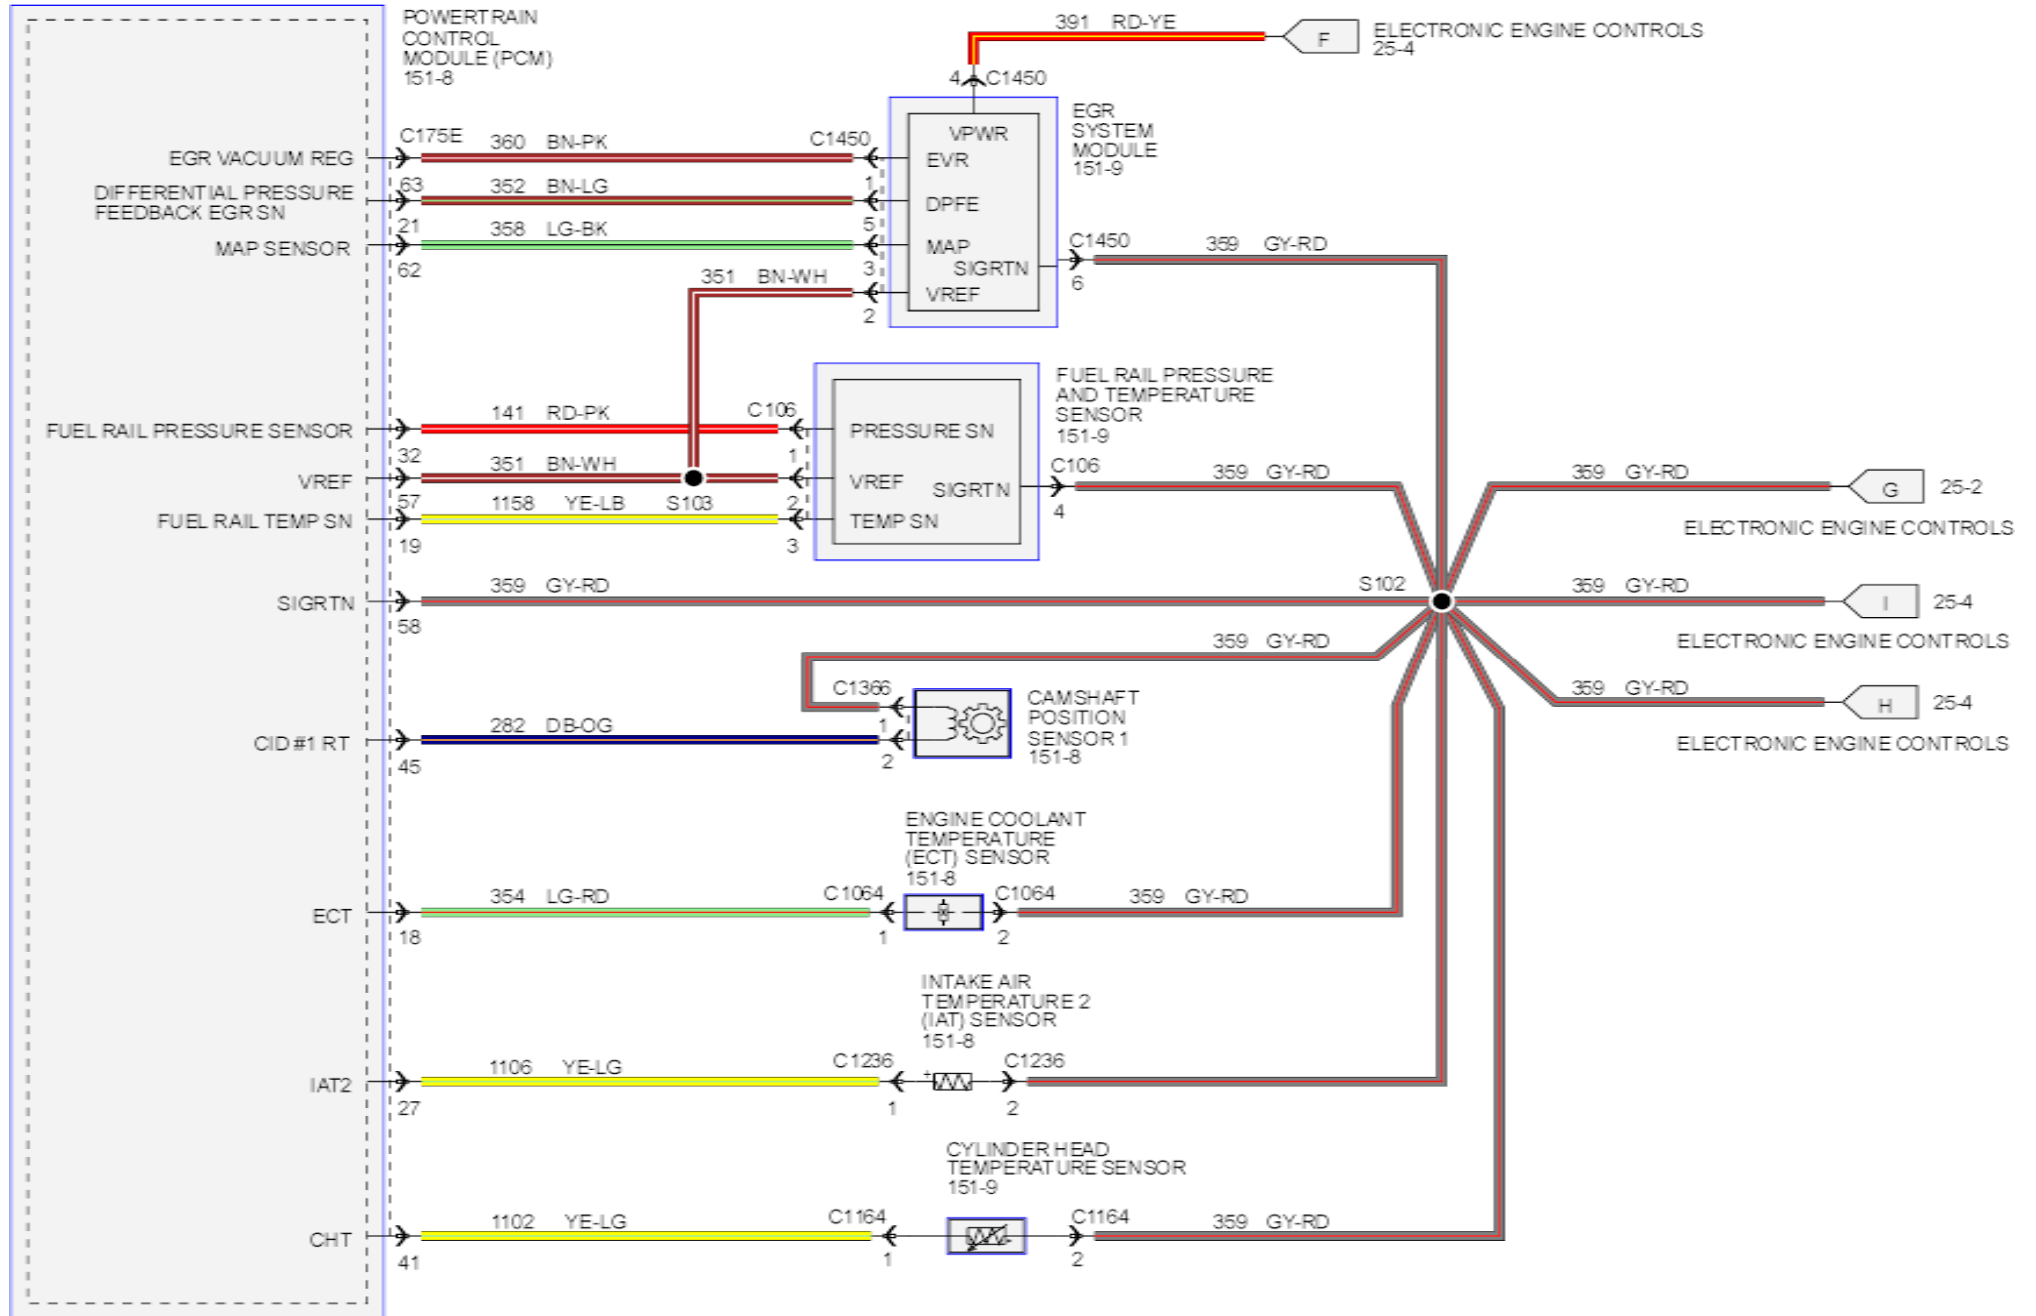 POWERTRAIN
CONTROL
MODULE (PCM)
151-8
391 RD-YE
F
ELECTRONIC ENGINE CONTROLS
25-4
4 C1450
EGR
SYSTEM
MODULE
151-9
VPWR
EVR
DPFE
MAP
SIGRTN
VREF
EGR VACUUM REG
C175E
360 BN-PK
C1450
63
1
DIFFERENTIAL PRESSURE
FEEDBACK EGR SN
352 BN-LG
21
5
MAP SENSOR
358 LG-BK
62
3
351 BN-WH
2
C1450
6
359 GY-RD
FUEL RAIL PRESSURE
AND TEMPERATURE
SENSOR
151-9
FUEL RAIL PRESSURE SENSOR
141 RD-PK
C106
32
1
PRESSURE SN
VREF
351 BN-WH
57
S103
2
VREF
SIGRTN
FUEL RAIL TEMP SN
1158 YE-LB
19
3
TEMP SN
C106
4
359 GY-RD
359 GY-RD
G
25-2
ELECTRONIC ENGINE CONTROLS
SIGRTN
359 GY-RD
58
S102
359 GY-RD
I
25-4
ELECTRONIC ENGINE CONTROLS
359 GY-RD
359 GY-RD
H
25-4
ELECTRONIC ENGINE CONTROLS
C1366
1
CAMSHAFT
POSITION
SENSOR 1
151-8
CID #1 RT
282 DB-OG
45
2
ENGINE COOLANT
TEMPERATURE
(ECT) SENSOR
151-8
ECT
354 LG-RD
C1064
C1064
359 GY-RD
18
1
2
INTAKE AIR
TEMPERATURE 2
(IAT) SENSOR
151-8
IAT2
1106 YE-LG
C1236
+
C1236
27
1
2
CYLINDER HEAD
TEMPERATURE SENSOR
151-9
CHT
1102 YE-LG
C1164
C1164
359 GY-RD
41
1
2